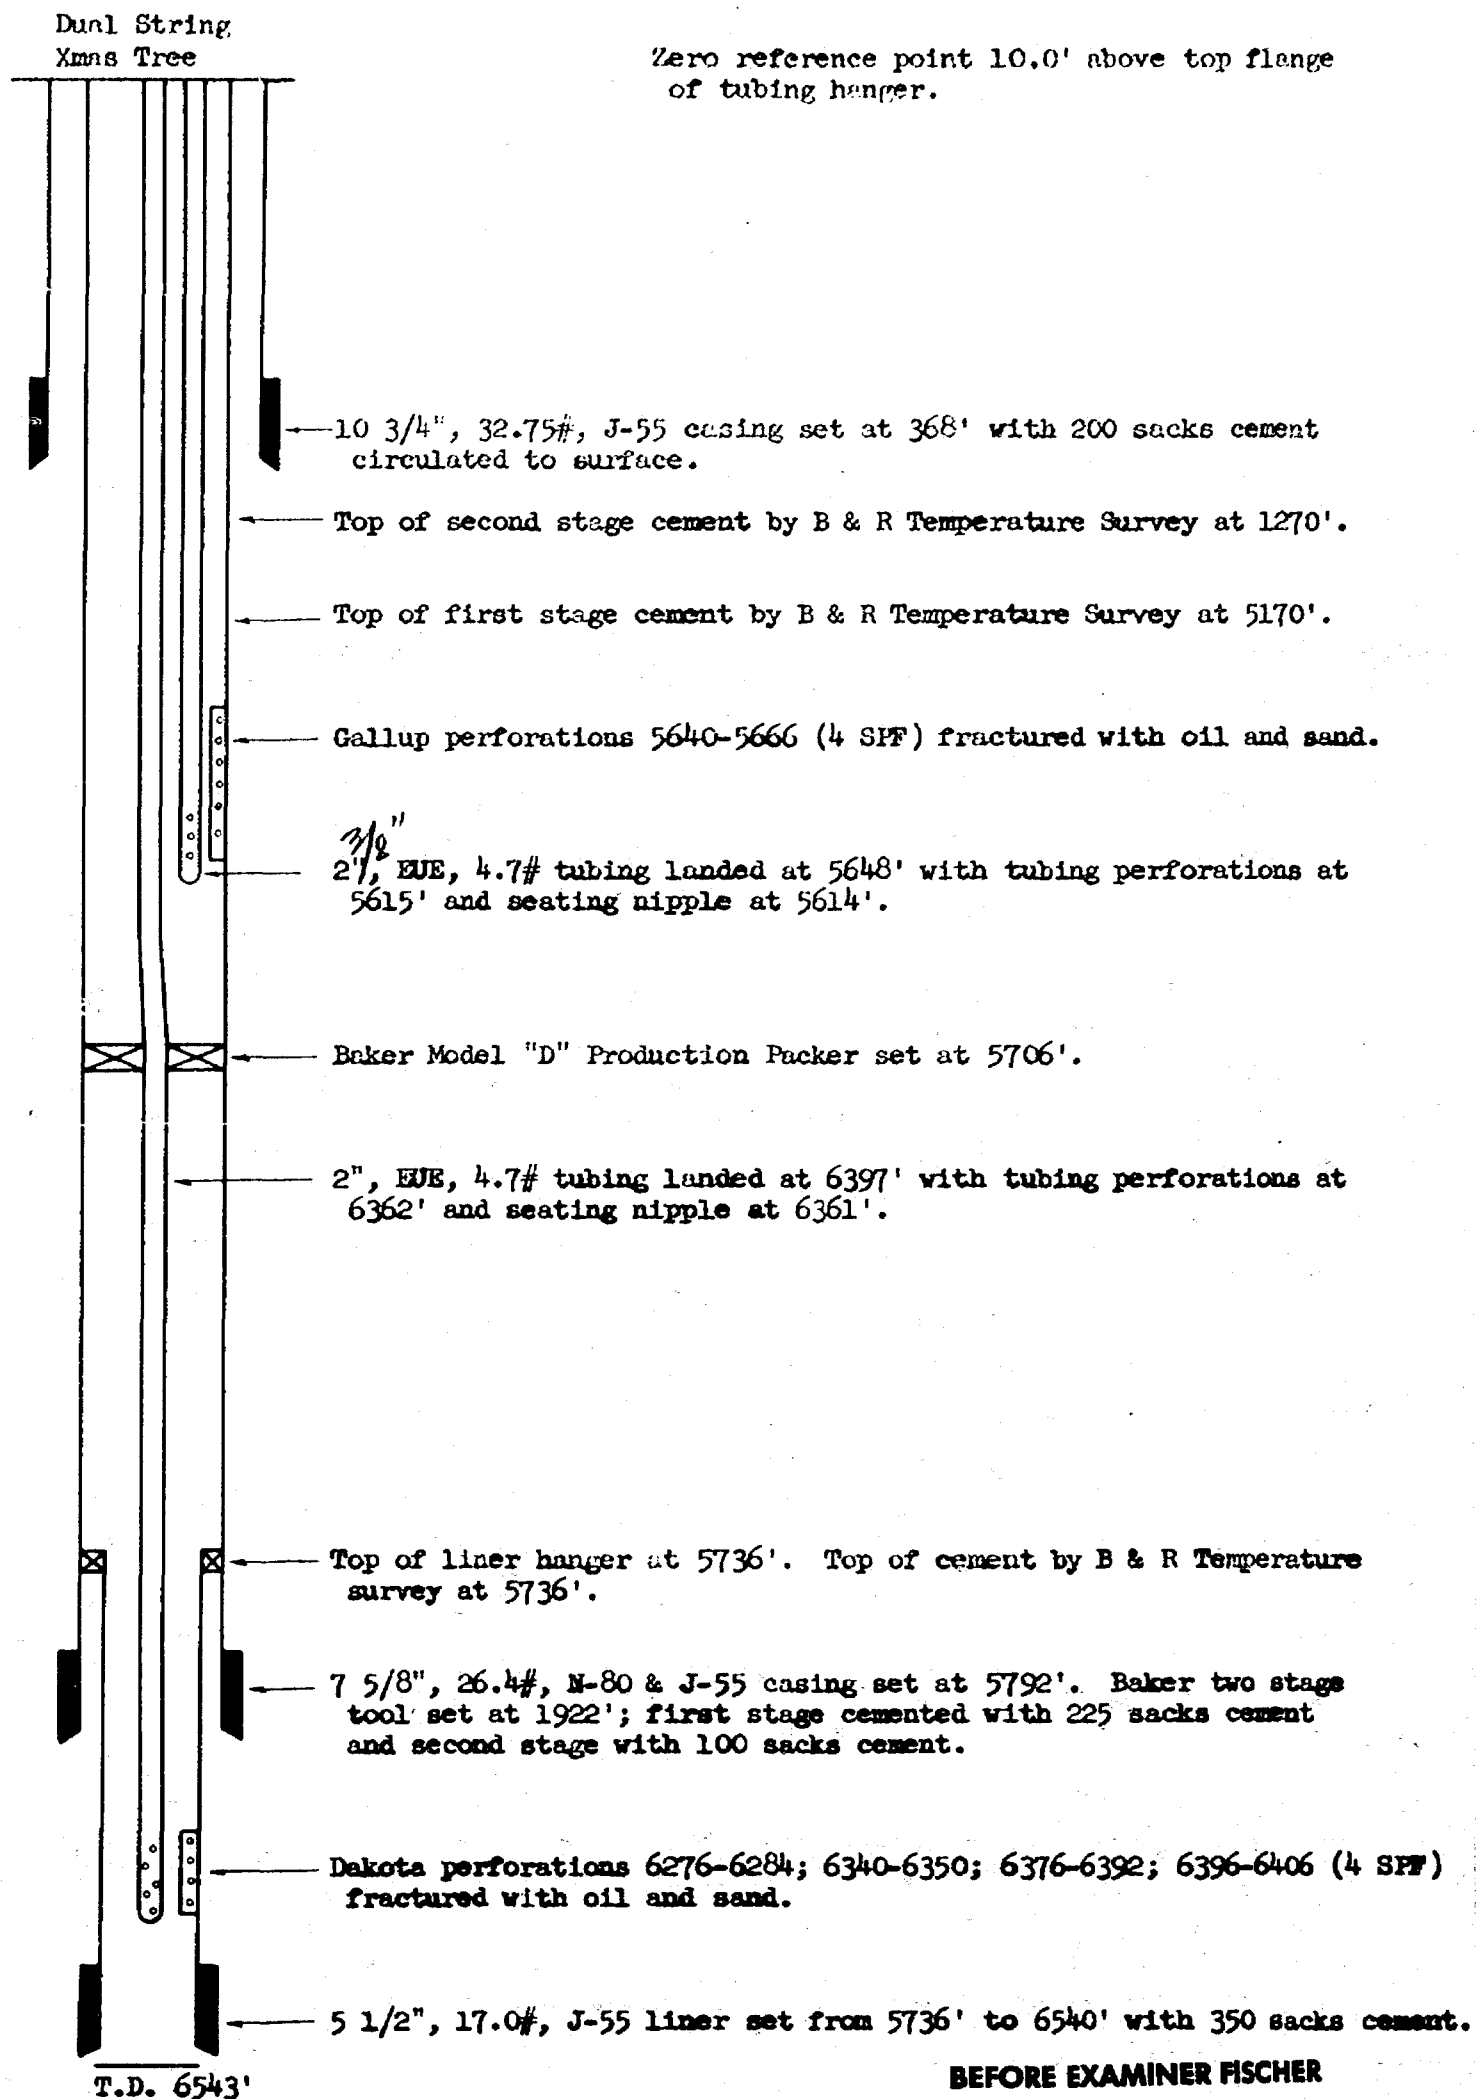 Dual String
Xmas Tree
Zero reference point 10.0' above top flange
of tubing hanger.
10 3/4", 32.75#, J-55 casing set at 368' with 200 sacks cement
circulated to surface.
Top of second stage cement by B & R Temperature Survey at 1270'.
Top of first stage cement by B & R Temperature Survey at 5170'.
Gallup perforations 5640-5666 (4 SPF) fractured with oil and sand.
3/8"
2", EUE, 4.7# tubing landed at 5648' with tubing perforations at
5615' and seating nipple at 5614'.
Baker Model "D" Production Packer set at 5706'.
2", EUE, 4.7# tubing landed at 6397' with tubing perforations at
6362' and seating nipple at 6361'.
Top of liner hanger at 5736'. Top of cement by B & R Temperature
survey at 5736'.
7 5/8", 26.4#, N-80 & J-55 casing set at 5792'. Baker two stage
tool set at 1922'; first stage cemented with 225 sacks cement
and second stage with 100 sacks cement.
Dakota perforations 6276-6284; 6340-6350; 6376-6392; 6396-6406 (4 SPF)
fractured with oil and sand.
5 1/2", 17.0#, J-55 liner set from 5736' to 6540' with 350 sacks cement.
T.D. 6543'
BEFORE EXAMINER FISCHER